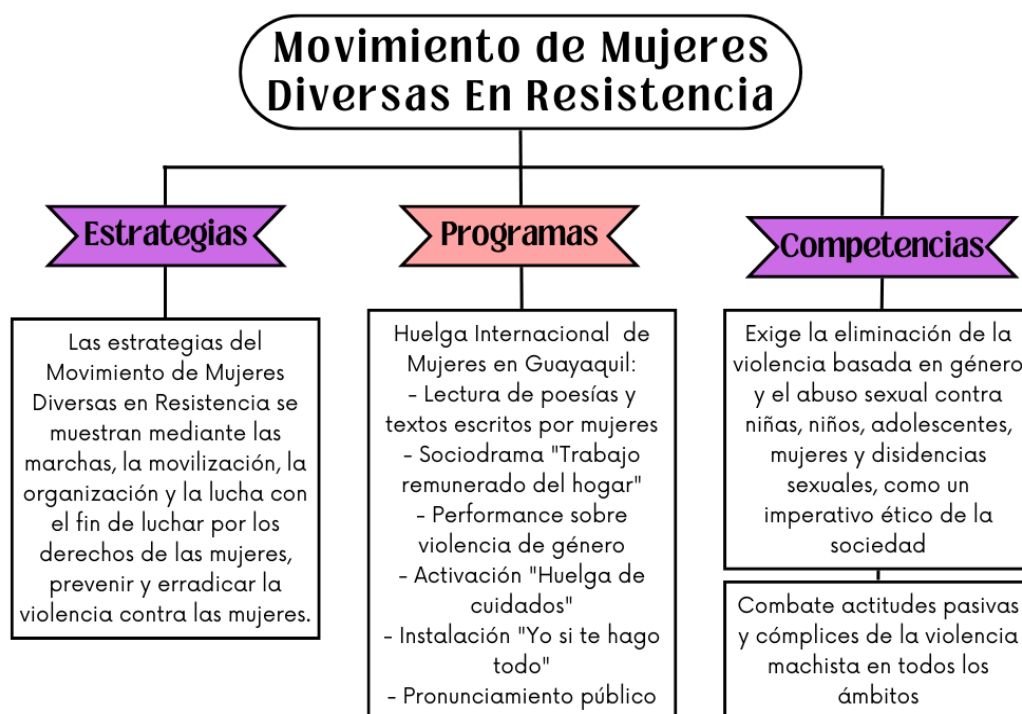 Movimiento de Mujeres
Diversas En Resistencia
Estrategias
Las estrategias del
Movimiento de Mujeres
Diversas en Resistencia se
muestran mediante las
marchas, la movilización, la
organización y la lucha con
el fin de luchar por los
derechos de las mujeres,
prevenir y erradicar la
violencia contra las mujeres.
Programas
Huelga Internacional de
Mujeres en Guayaquil:
- Lectura de poesías y
textos escritos por mujeres
- Sociodrama "Trabajo
remunerado del hogar"
- Performance sobre
violencia de género
- Activación "Huelga de
cuidados"
- Instalación "Yo si te hago
todo"
- Pronunciamiento público
Competencias
Exige la eliminación de la
violencia basada en género
y el abuso sexual contra
niñas, niños, adolescentes,
mujeres y disidencias
sexuales, como un
imperativo ético de la
sociedad
Combate actitudes pasivas
y cómplices de la violencia
machista en todos los
ámbitos